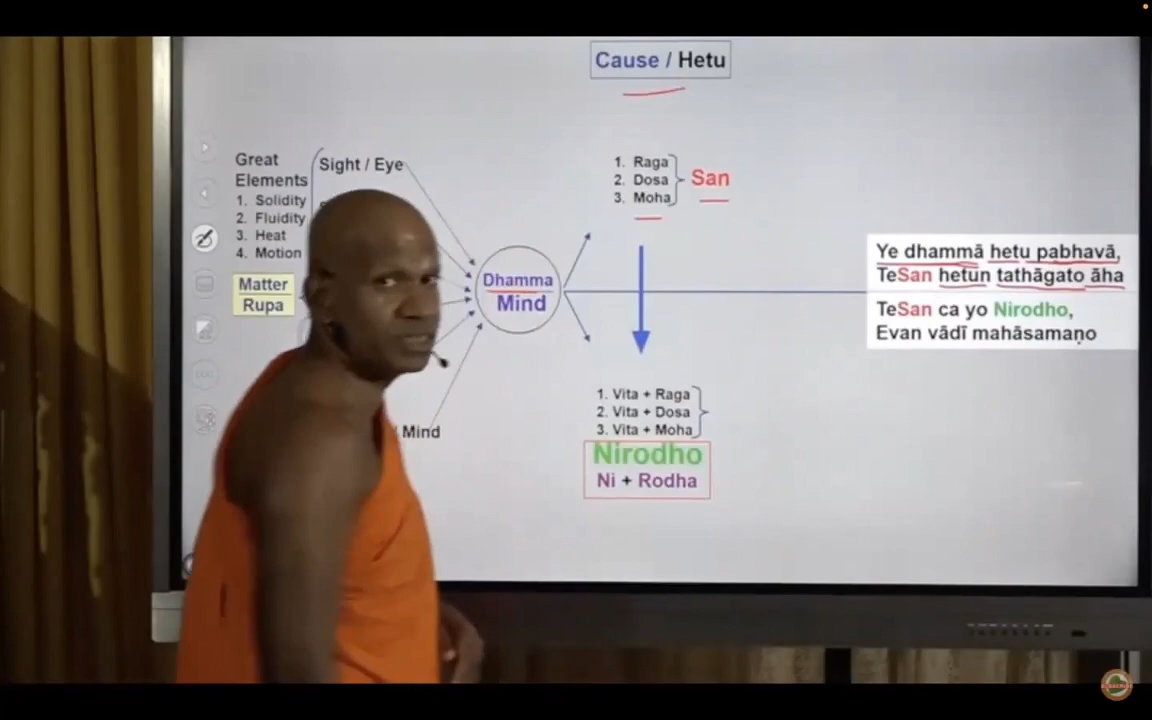 Cause / Hetu
Great
Elements
1. Solidity
2. Fluidity
3. Heat
4. Motion
Matter
Rupa
Sight / Eye
/ Mind
Dhamma
Mind
1. Raga
2. Dosa
3. Moha
San
1. Vita + Raga
2. Vita + Dosa
3. Vita + Moha
Nirodho
Ni + Rodha
Ye dhammā hetu pabhavā,
TeSan hetun tathāgato āha
TeSan ca yo Nirodho,
Evan vādī mahāsamaṇo
SUBSCRIBE